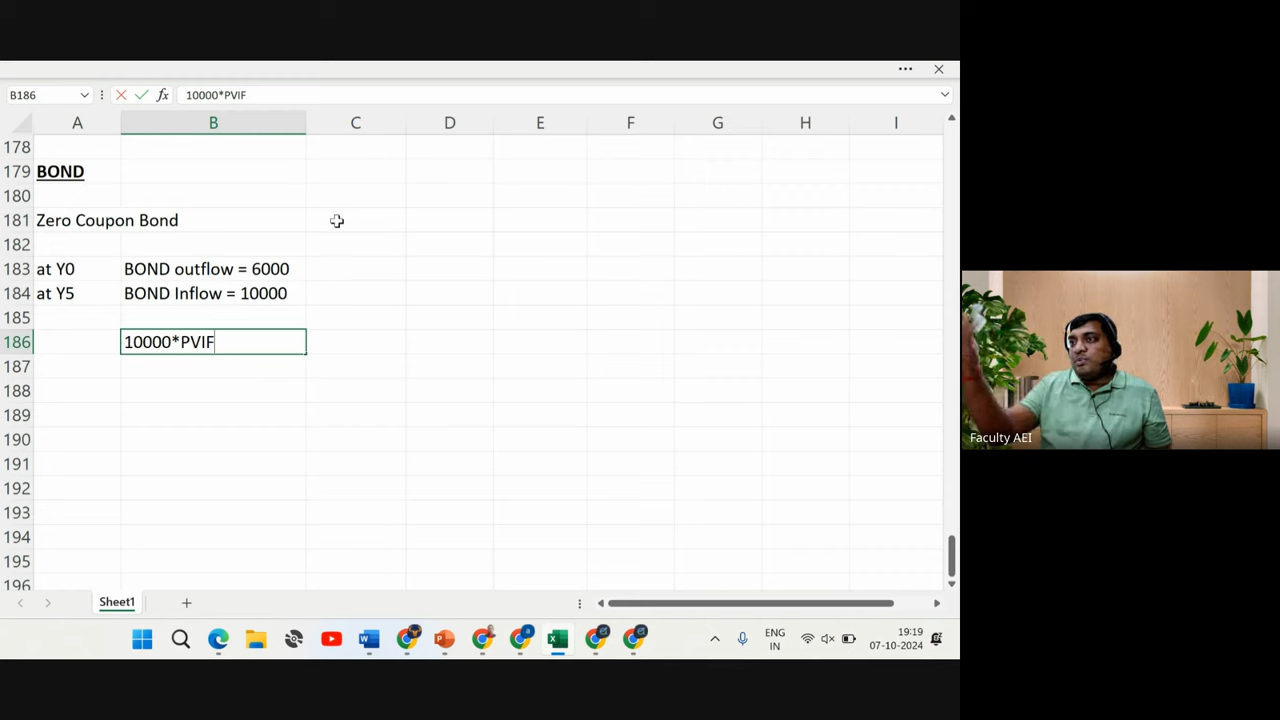 B186
fx
10000*PVIF
A B C D E F G H I
178
179 BOND
180
181 Zero Coupon Bond
182
183 at Y0 BOND outflow = 6000
184 at Y5 BOND Inflow = 10000
185
186 10000*PVIF
187
188
189
190
191
192
193
194
195
196
Faculty AEI
Sheet1
ENG
IN
19:19
07-10-2024